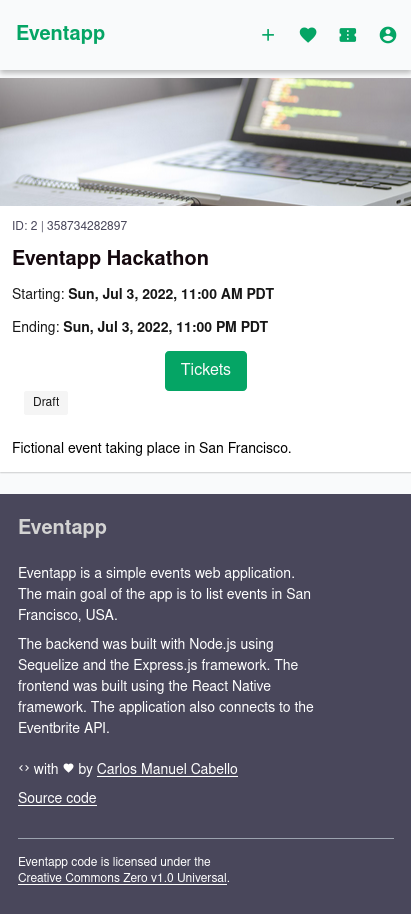 Eventapp
ID: 2 | 358734282897
Eventapp Hackathon
Starting: Sun, Jul 3, 2022, 11:00 AM PDT
Ending: Sun, Jul 3, 2022, 11:00 PM PDT
Tickets
Draft
Fictional event taking place in San Francisco.
Eventapp
Eventapp is a simple events web application.
The main goal of the app is to list events in San
Francisco, USA.
The backend was built with Node.js using
Sequelize and the Express.js framework. The
frontend was built using the React Native
framework. The application also connects to the
Eventbrite API.
with by Carlos Manuel Cabello
Source code
Eventapp code is licensed under the
Creative Commons Zero v1.0 Universal.